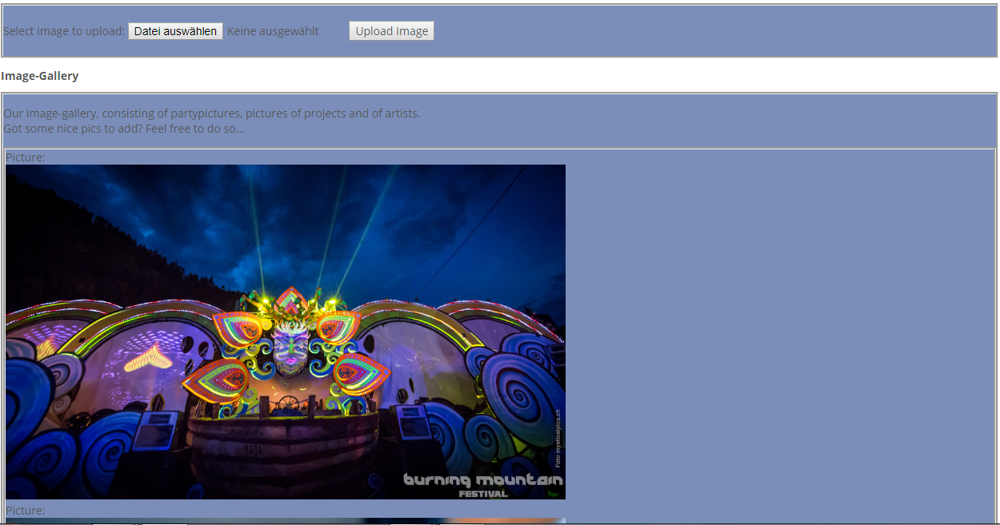 Select image to upload: Datei auswählen Keine ausgewählt Upload Image
Image-Gallery
Our image-gallery, consisting of partypictures, pictures of projects and of artists.
Got some nice pics to add? Feel free to do so...
Picture:
Foto mysticalpics.ch
burning mountain
FESTIVAL
Picture: